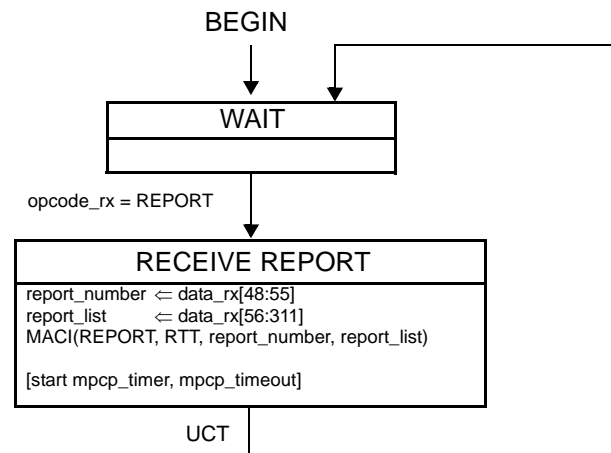 BEGIN
WAIT
opcode_rx = REPORT
RECEIVE REPORT
report_number ⇐ data_rx[48:55]
report_list ⇐ data_rx[56:311]
MACI(REPORT, RTT, report_number, report_list)
[start mpcp_timer, mpcp_timeout]
UCT